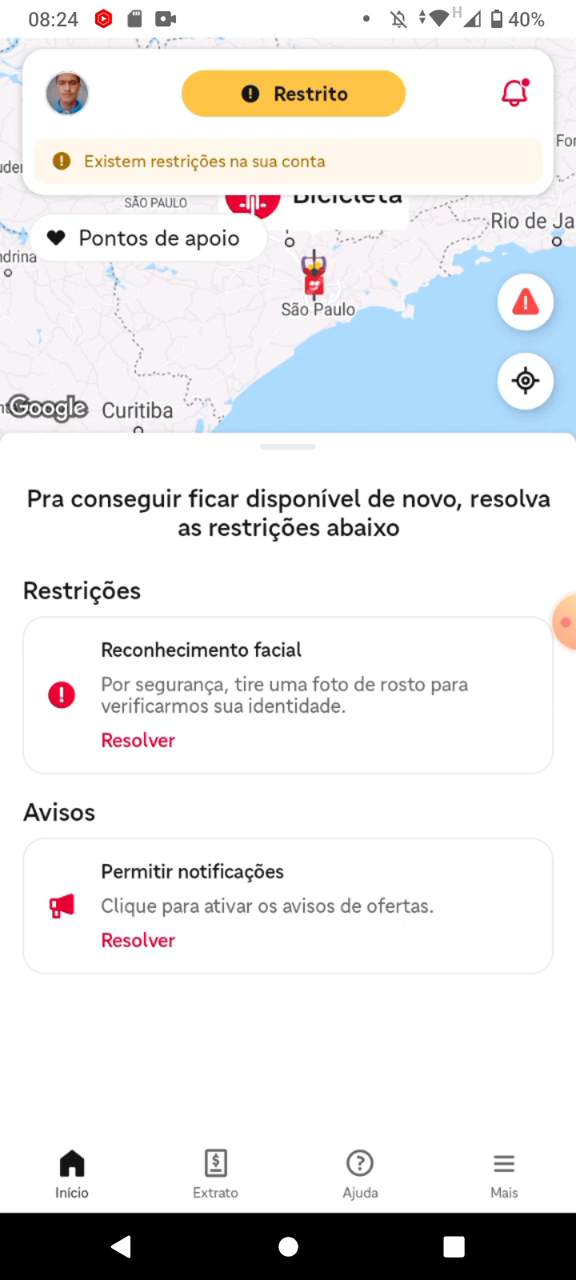 08:24
H
40%
Restrito
Existem restrições na sua conta
SÃO PAULO
Bicicleta
Pontos de apoio
Rio de Ja
ndrina
São Paulo
Google
Curitiba
Pra conseguir ficar disponível de novo, resolva
as restrições abaixo
Restrições
Reconhecimento facial
Por segurança, tire uma foto de rosto para
verificarmos sua identidade.
Resolver
Avisos
Permitir notificações
Clique para ativar os avisos de ofertas.
Resolver
Início
Extrato
Ajuda
Mais